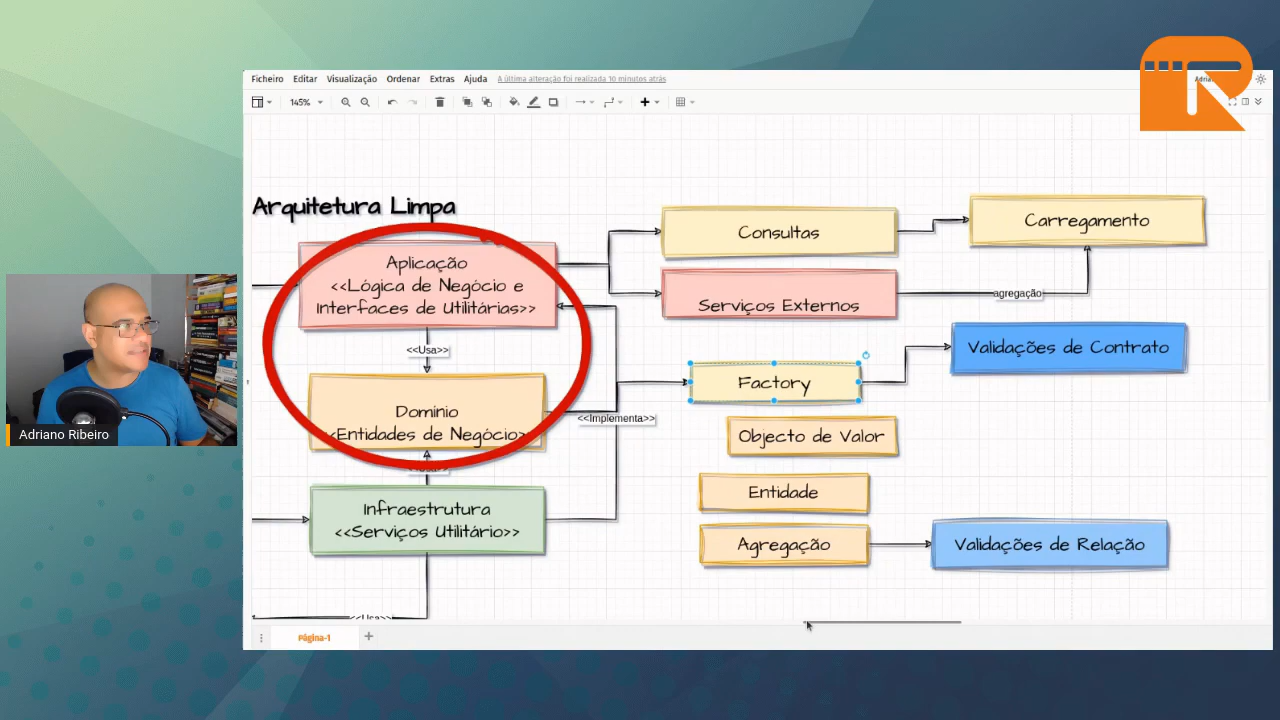 Ficheiro Editar Visualização Ordenar Extras Ajuda A última alteração foi realizada 10 minutos atrás
145%
Arquitetura Limpa
Aplicação
<<Lógica de Negócio e
Interfaces de Utilitárias>>
<<Usa>>
Domínio
<Entidades de Negócio>
<<Implementa>>
Infraestrutura
<<Serviços Utilitário>>
<<Usa>>
Consultas
Serviços Externos
Carregamento
agregação
Factory
Validações de Contrato
Objecto de Valor
Entidade
Agregação
Validações de Relação
Página-1
Adriano Ribeiro
R